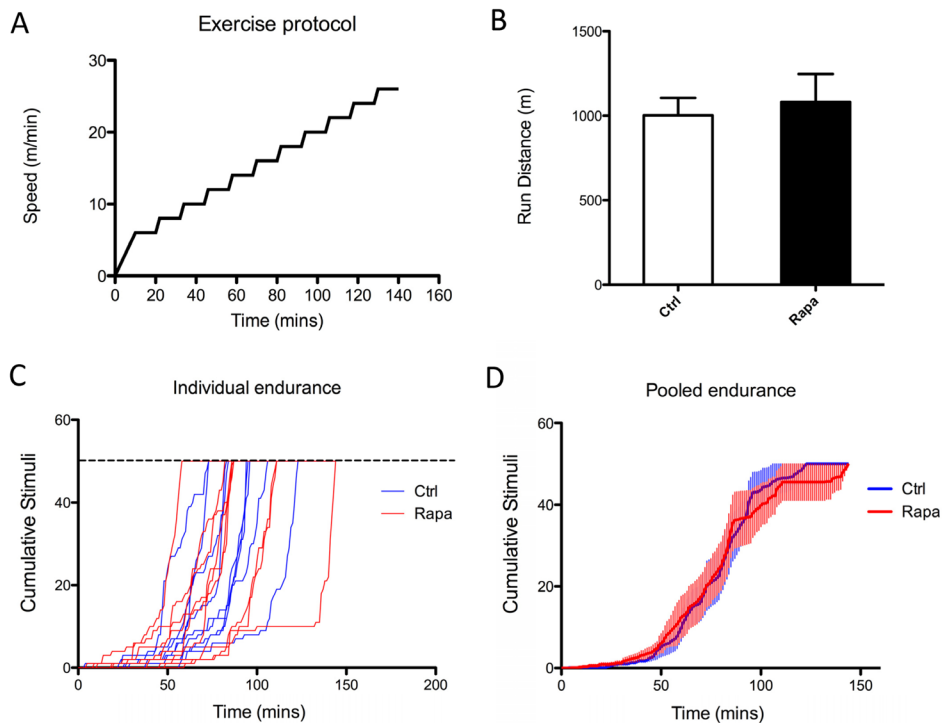 A
Exercise protocol
30
20
10
0
Speed (m/min)
0 20 40 60 80 100 120 140 160
Time (mins)
B
1500
1000
500
0
Run Distance (m)
Ctrl
Rapa
C
Individual endurance
60
40
20
0
Cumulative Stimuli
Ctrl
Rapa
0 50 100 150 200
Time (mins)
D
Pooled endurance
60
40
20
0
Cumulative Stimuli
Ctrl
Rapa
0 50 100 150
Time (mins)